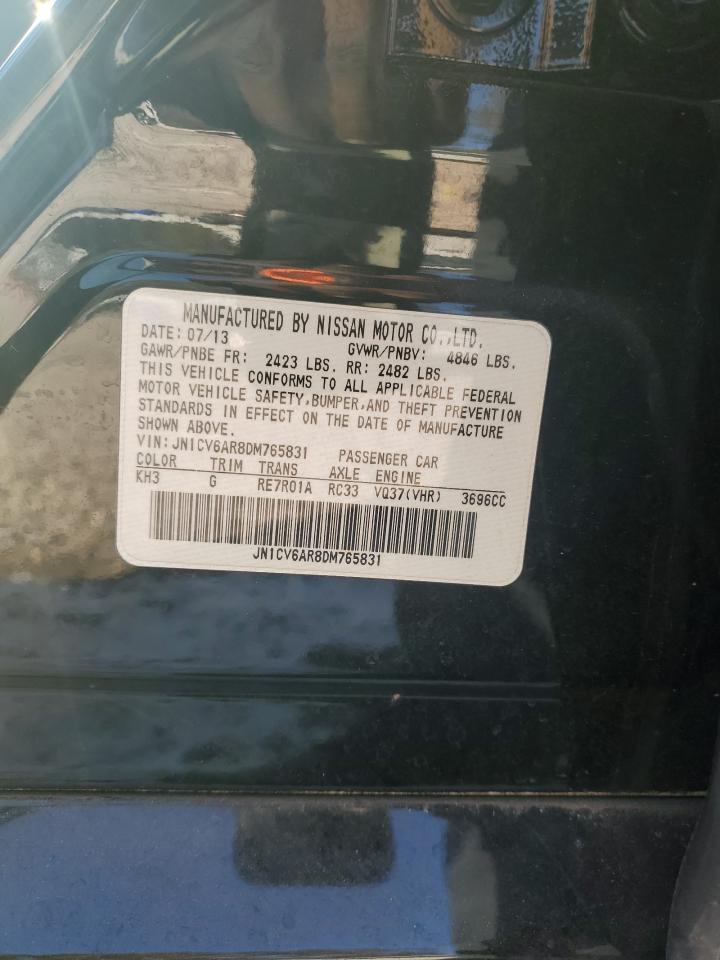 MANUFACTURED BY NISSAN MOTOR CO.,LTD.
DATE: 07/13 GVWR/PNBV: 4846 LBS.
GAWR/PNBE FR: 2423 LBS. RR: 2482 LBS.
THIS VEHICLE CONFORMS TO ALL APPLICABLE FEDERAL
MOTOR VEHICLE SAFETY,BUMPER,AND THEFT PREVENTION
STANDARDS IN EFFECT ON THE DATE OF MANUFACTURE
SHOWN ABOVE.
VIN: JN1CV6AR8DM765831 PASSENGER CAR
COLOR TRIM TRANS AXLE ENGINE
KH3 G RE7R01A RC33 VQ37(VHR) 3696CC
JN1CV6AR8DM765831